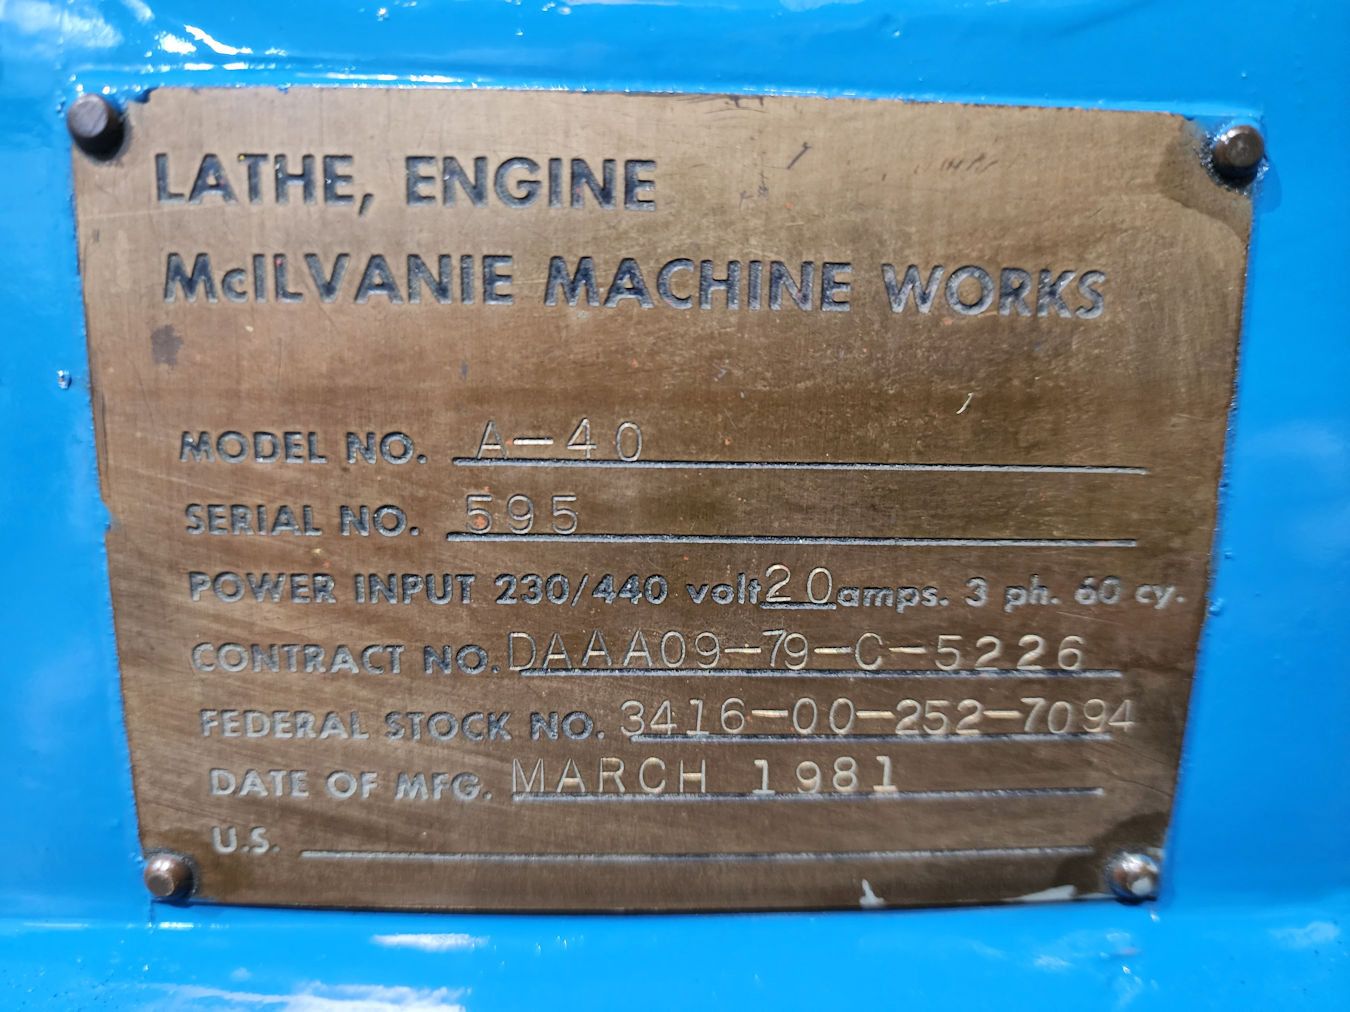 LATHE, ENGINE
McILVANIE MACHINE WORKS
MODEL NO. A-40
SERIAL NO. 595
POWER INPUT 230/440 volt 20 amps. 3 ph. 60 cy.
CONTRACT NO. DAAA09-79-C-5226
FEDERAL STOCK NO. 3416-00-252-7094
DATE OF MFG. MARCH 1981
U.S.